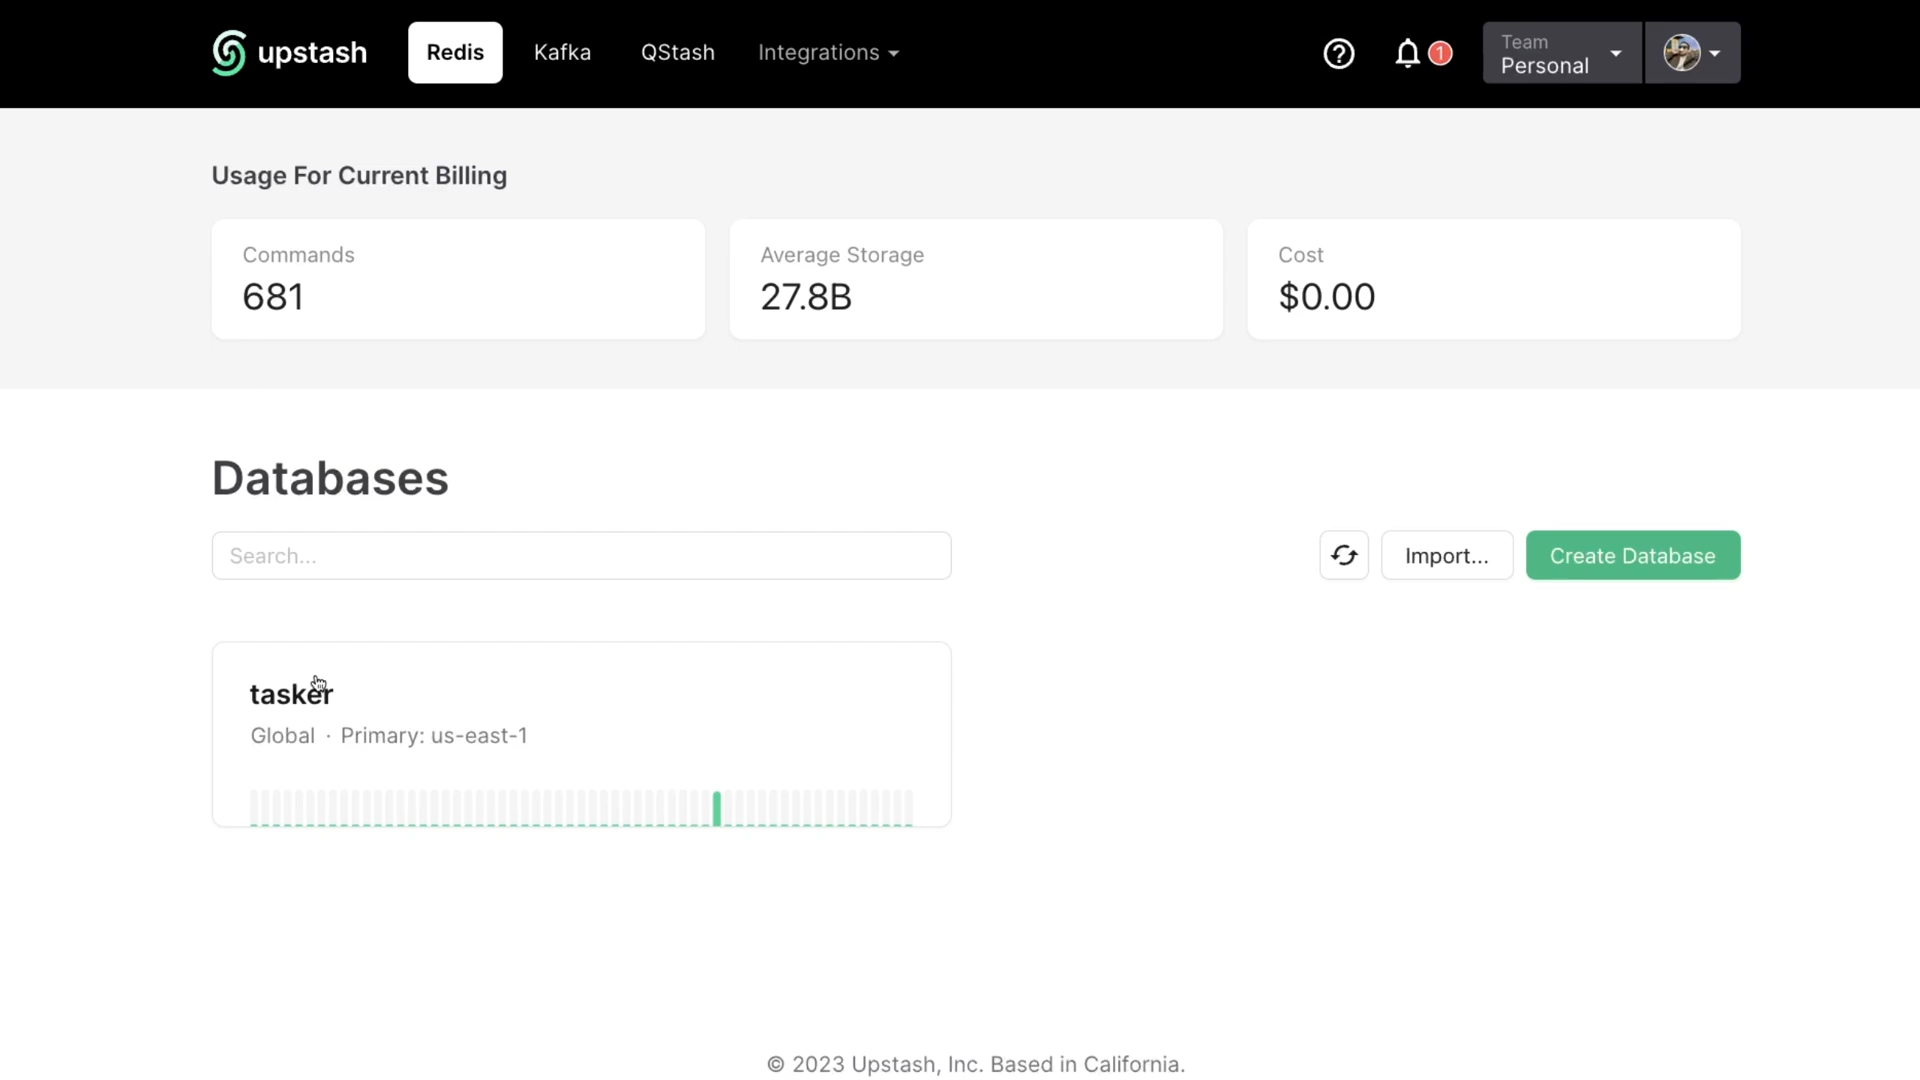 upstash
Redis
Kafka
QStash
Integrations
1
Team
Personal
Usage For Current Billing
Commands
681
Average Storage
27.8B
Cost
$0.00
Databases
Search...
Import...
Create Database
tasker
Global · Primary: us-east-1
© 2023 Upstash, Inc. Based in California.